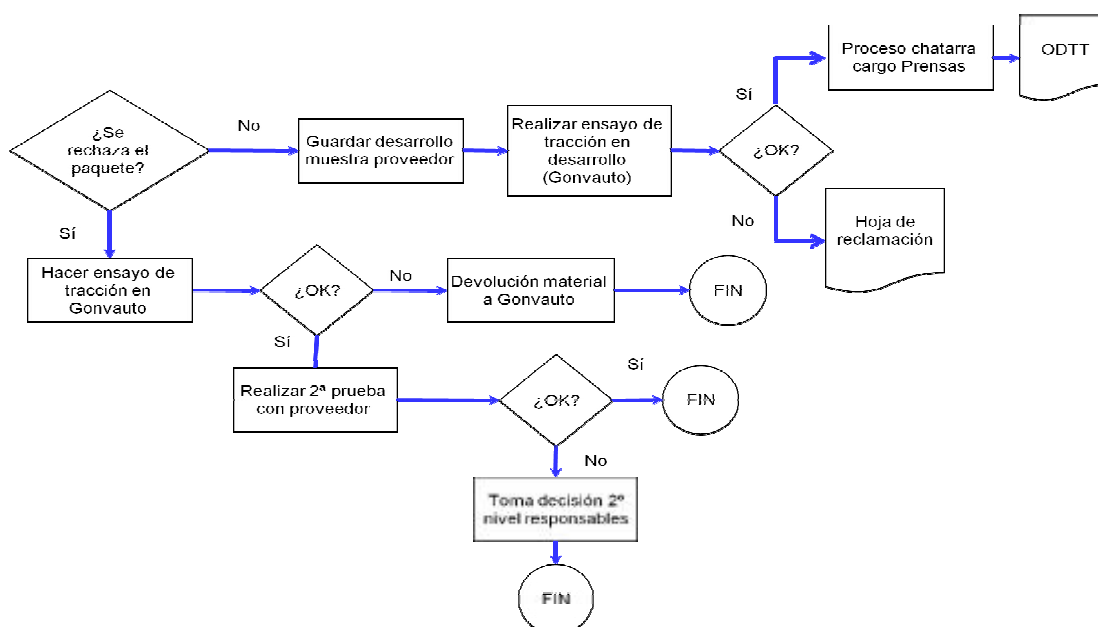 Proceso chatarra
cargo Prensas
ODTT
Sí
¿Se
rechaza el
paquete?
No
Guardar desarrollo
muestra proveedor
Realizar ensayo de
tracción en
desarrollo
(Gonvauto)
¿OK?
No
Hoja de
reclamación
Sí
Hacer ensayo de
tracción en
Gonvauto
¿OK?
No
Devolución material
a Gonvauto
FIN
Sí
Realizar 2ª prueba
con proveedor
¿OK?
Sí
FIN
No
Toma decisión 2º
nivel responsables
FIN